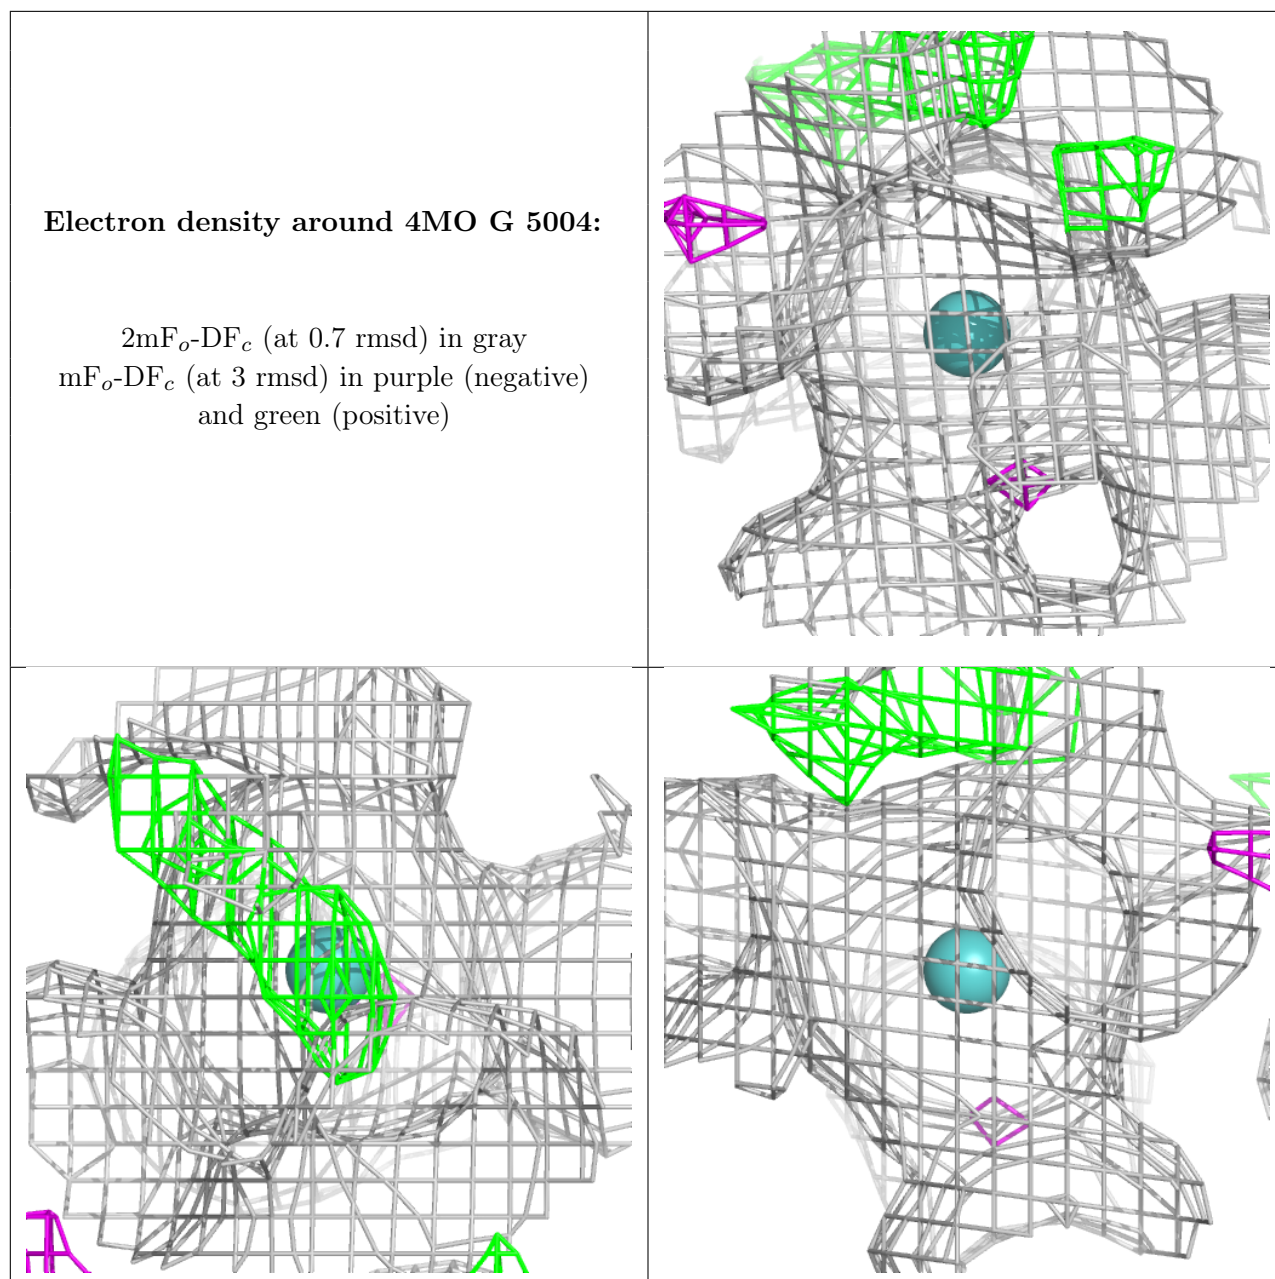 Electron density around 4MO G 5004:
2mFo-DFc (at 0.7 rmsd) in gray
mFo-DFc (at 3 rmsd) in purple (negative)
and green (positive)